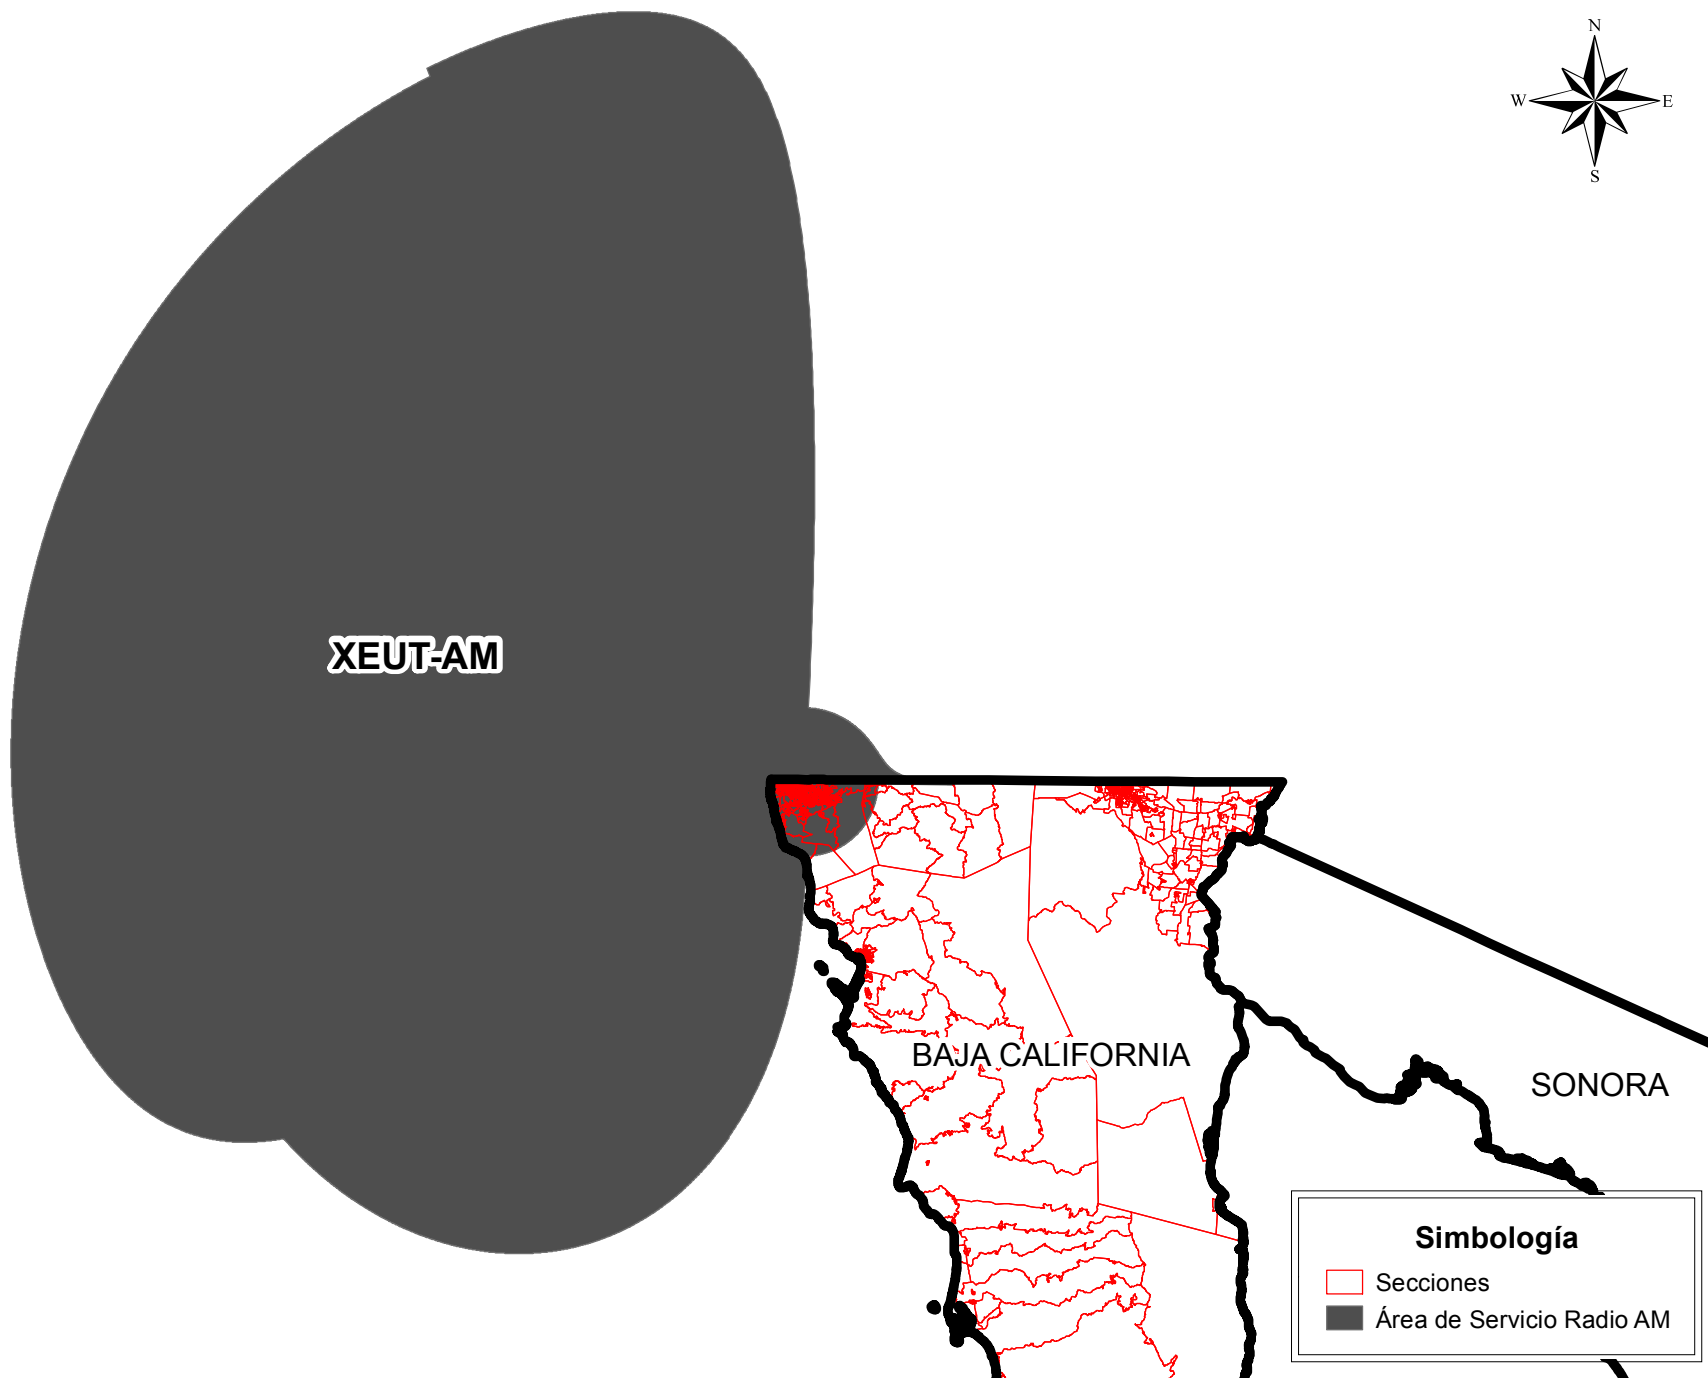 N
W E
S
XEUT-AM
BAJA CALIFORNIA
SONORA
Simbología
Secciones
Área de Servicio Radio AM